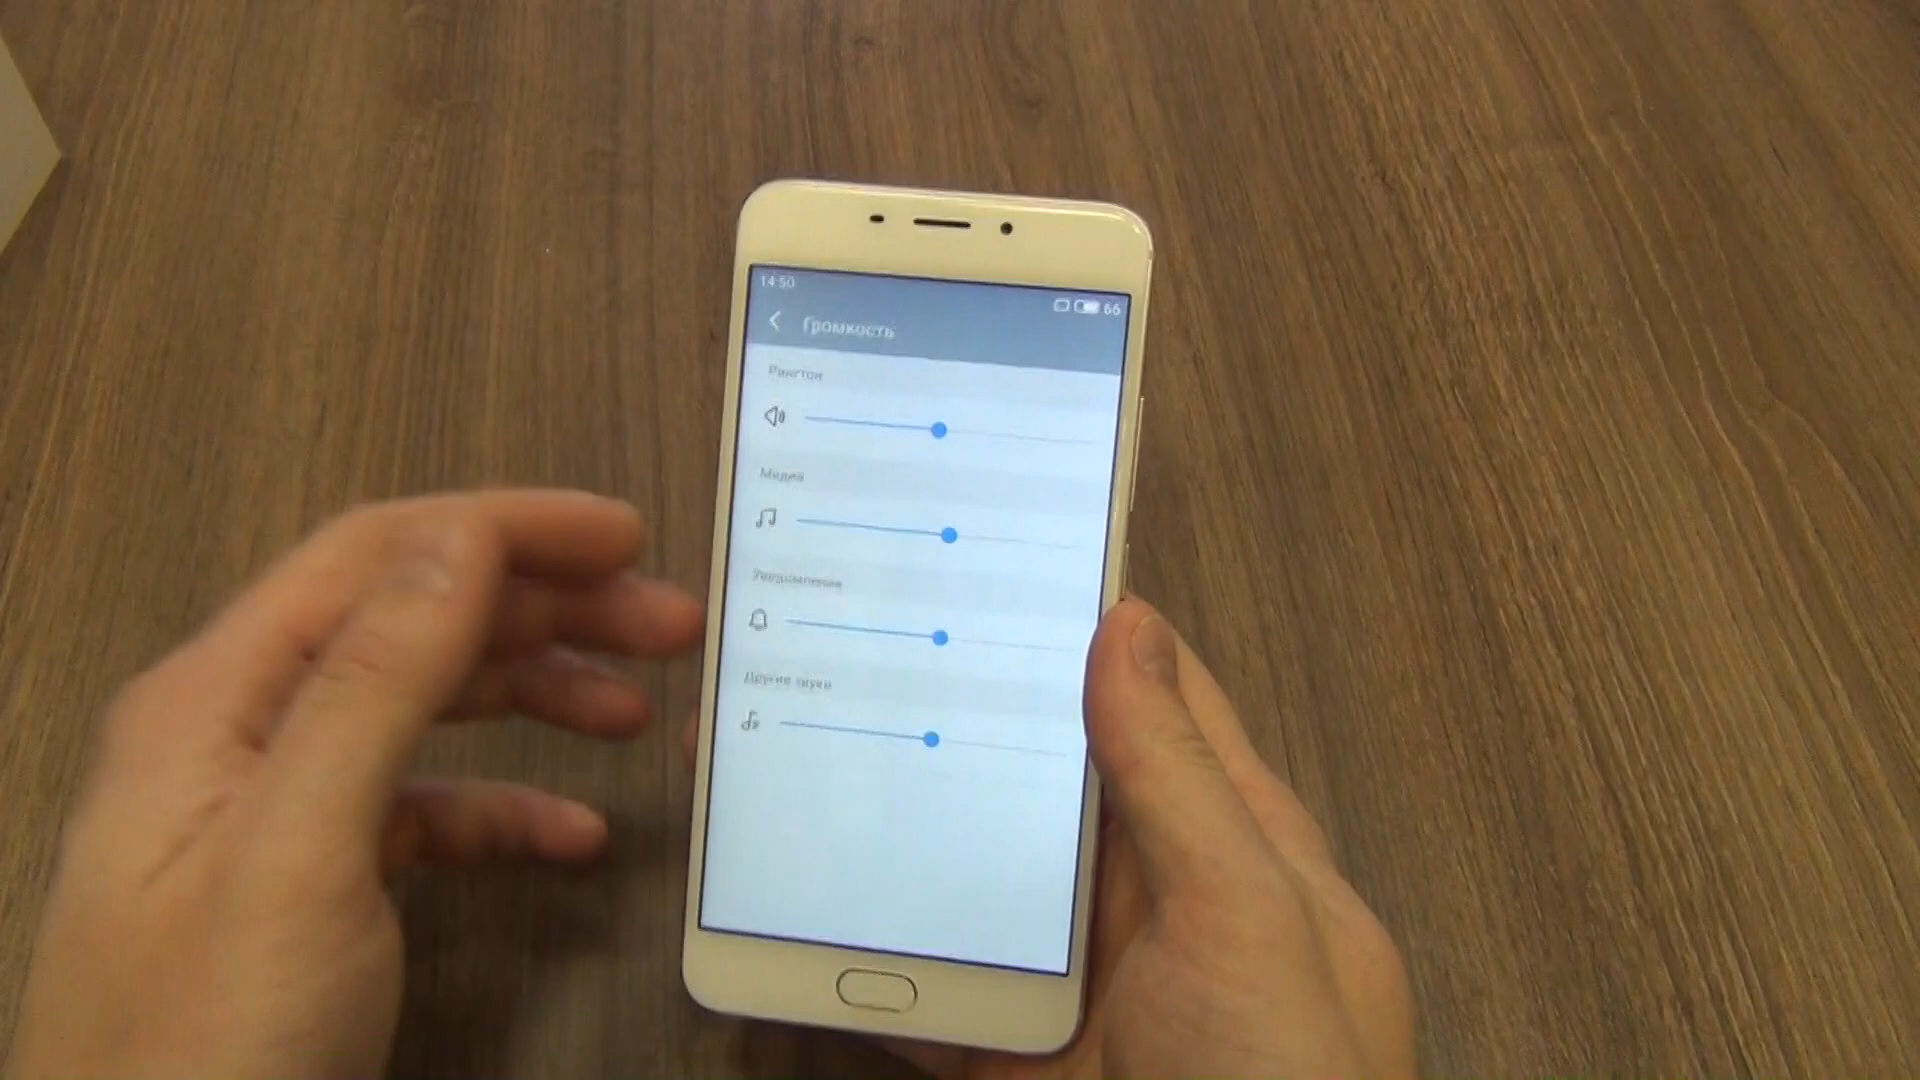 14:50
66
Громкость
Рингтон
Медиа
Уведомления
Другие звуки